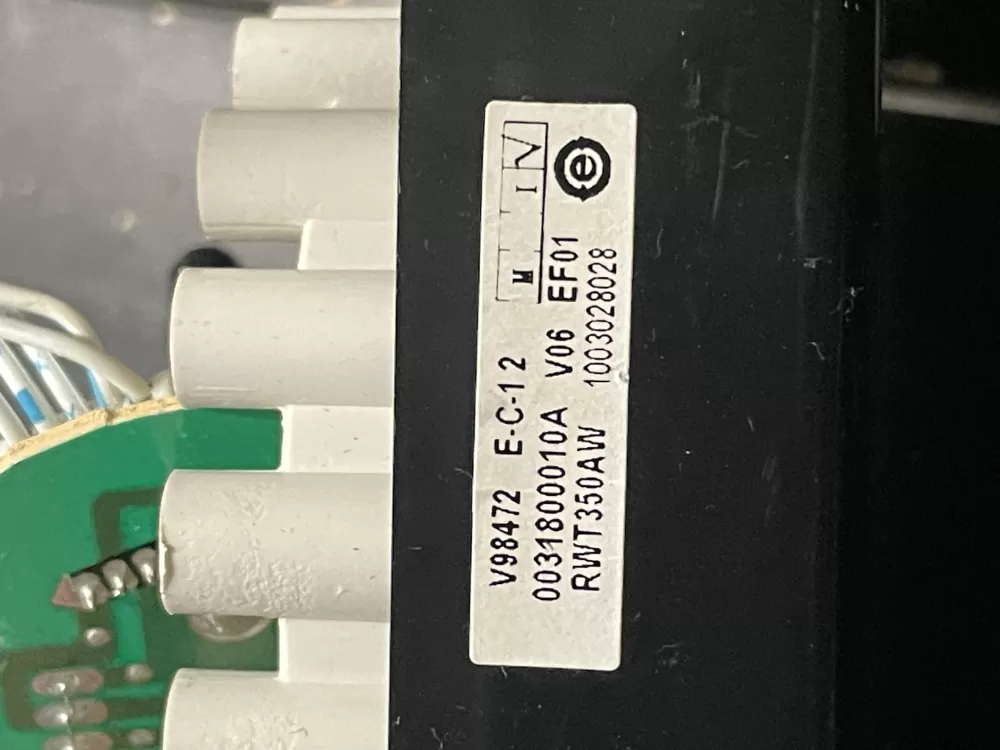 M I √
e
V98472 E-C-1 2
0031800010A V06 EF01
RWT350AW 1003028028